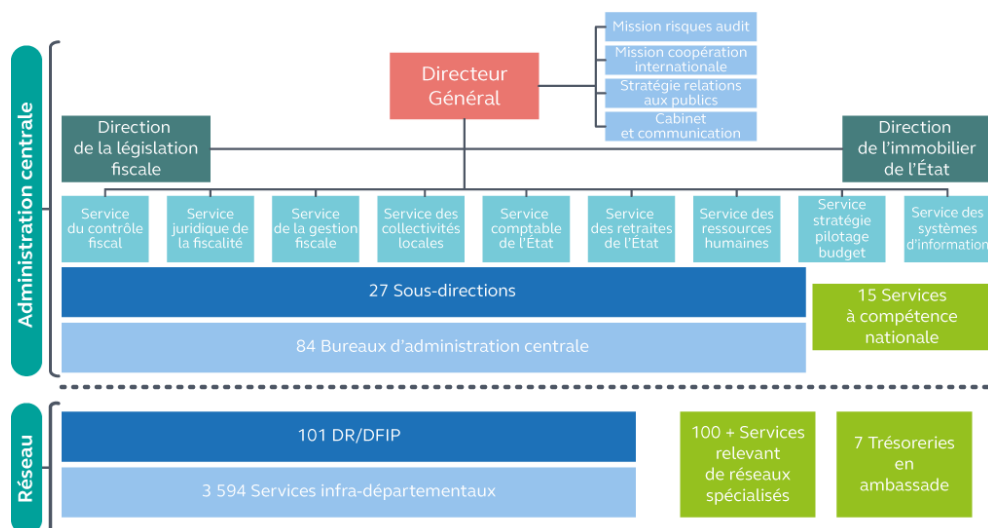 Administration centrale
Mission risques audit
Mission coopération
internationale
Stratégie relations
aux publics
Cabinet
et communication
Directeur
Général
Direction
de la législation
fiscale
Direction
de l'immobilier
de l'État
Service
du contrôle
fiscal
Service
juridique de
la fiscalité
Service
de la gestion
fiscale
Service des
collectivités
locales
Service
comptable
de l'État
Service
des retraites
de l'État
Service des
ressources
humaines
Service
stratégie
pilotage
budget
Service des
systèmes
d'information
27 Sous-directions
84 Bureaux d'administration centrale
15 Services
à compétence
nationale
Réseau
101 DR/DFIP
3 594 Services infra-départementaux
100 + Services
relevant
de réseaux
spécialisés
7 Trésoreries
en
ambassade